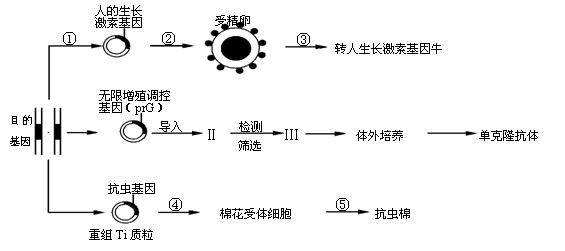 人的生长
激素基因
受精卵
① ② ③ 转人生长激素基因牛
目的
基因
无限增殖调控
基因（prG）
导入 II 检测
筛选 III 体外培养 单克隆抗体
抗虫基因
④ 棉花受体细胞 ⑤ 抗虫棉
重组Ti质粒